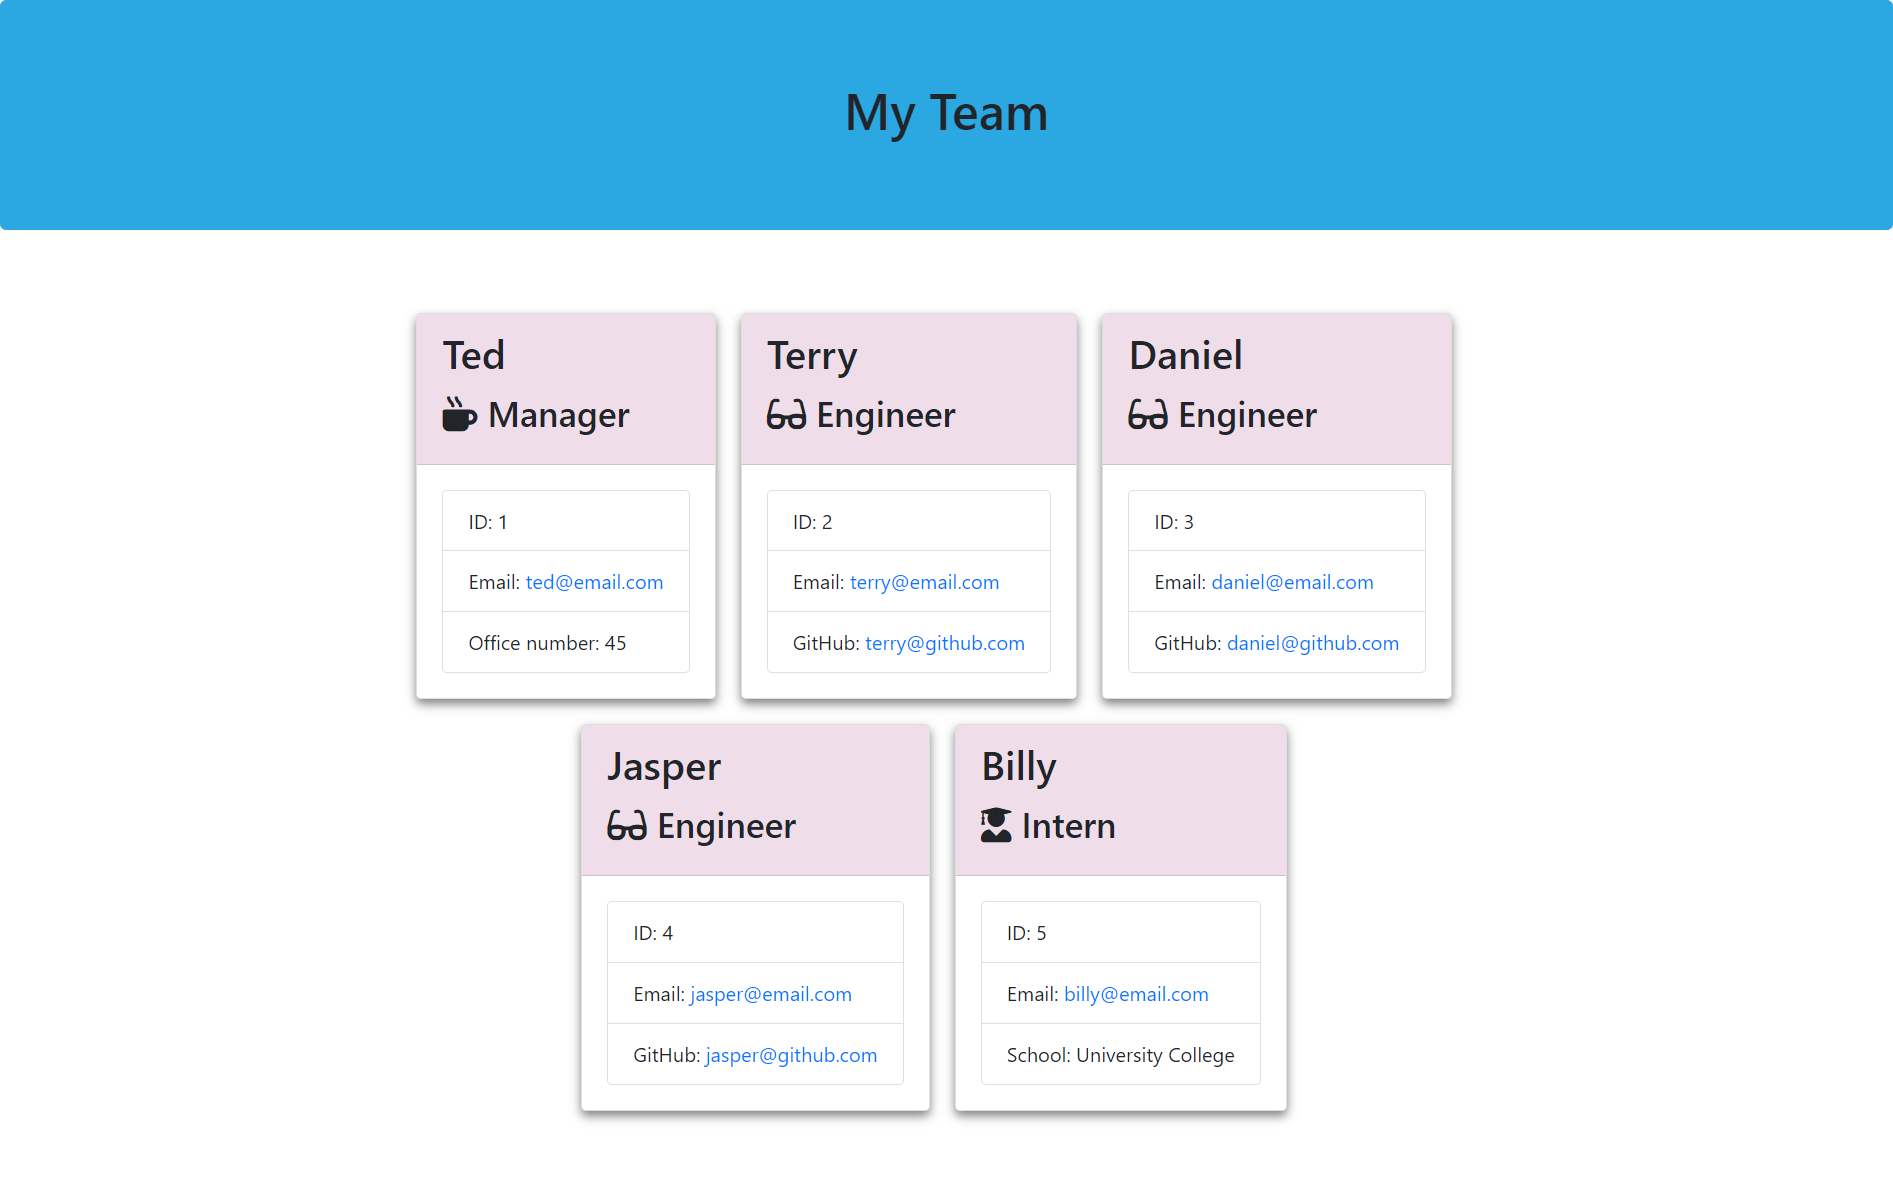 My Team
Ted
Manager
ID: 1
Email: ted@email.com
Office number: 45
Terry
Engineer
ID: 2
Email: terry@email.com
GitHub: terry@github.com
Daniel
Engineer
ID: 3
Email: daniel@email.com
GitHub: daniel@github.com
Jasper
Engineer
ID: 4
Email: jasper@email.com
GitHub: jasper@github.com
Billy
Intern
ID: 5
Email: billy@email.com
School: University College